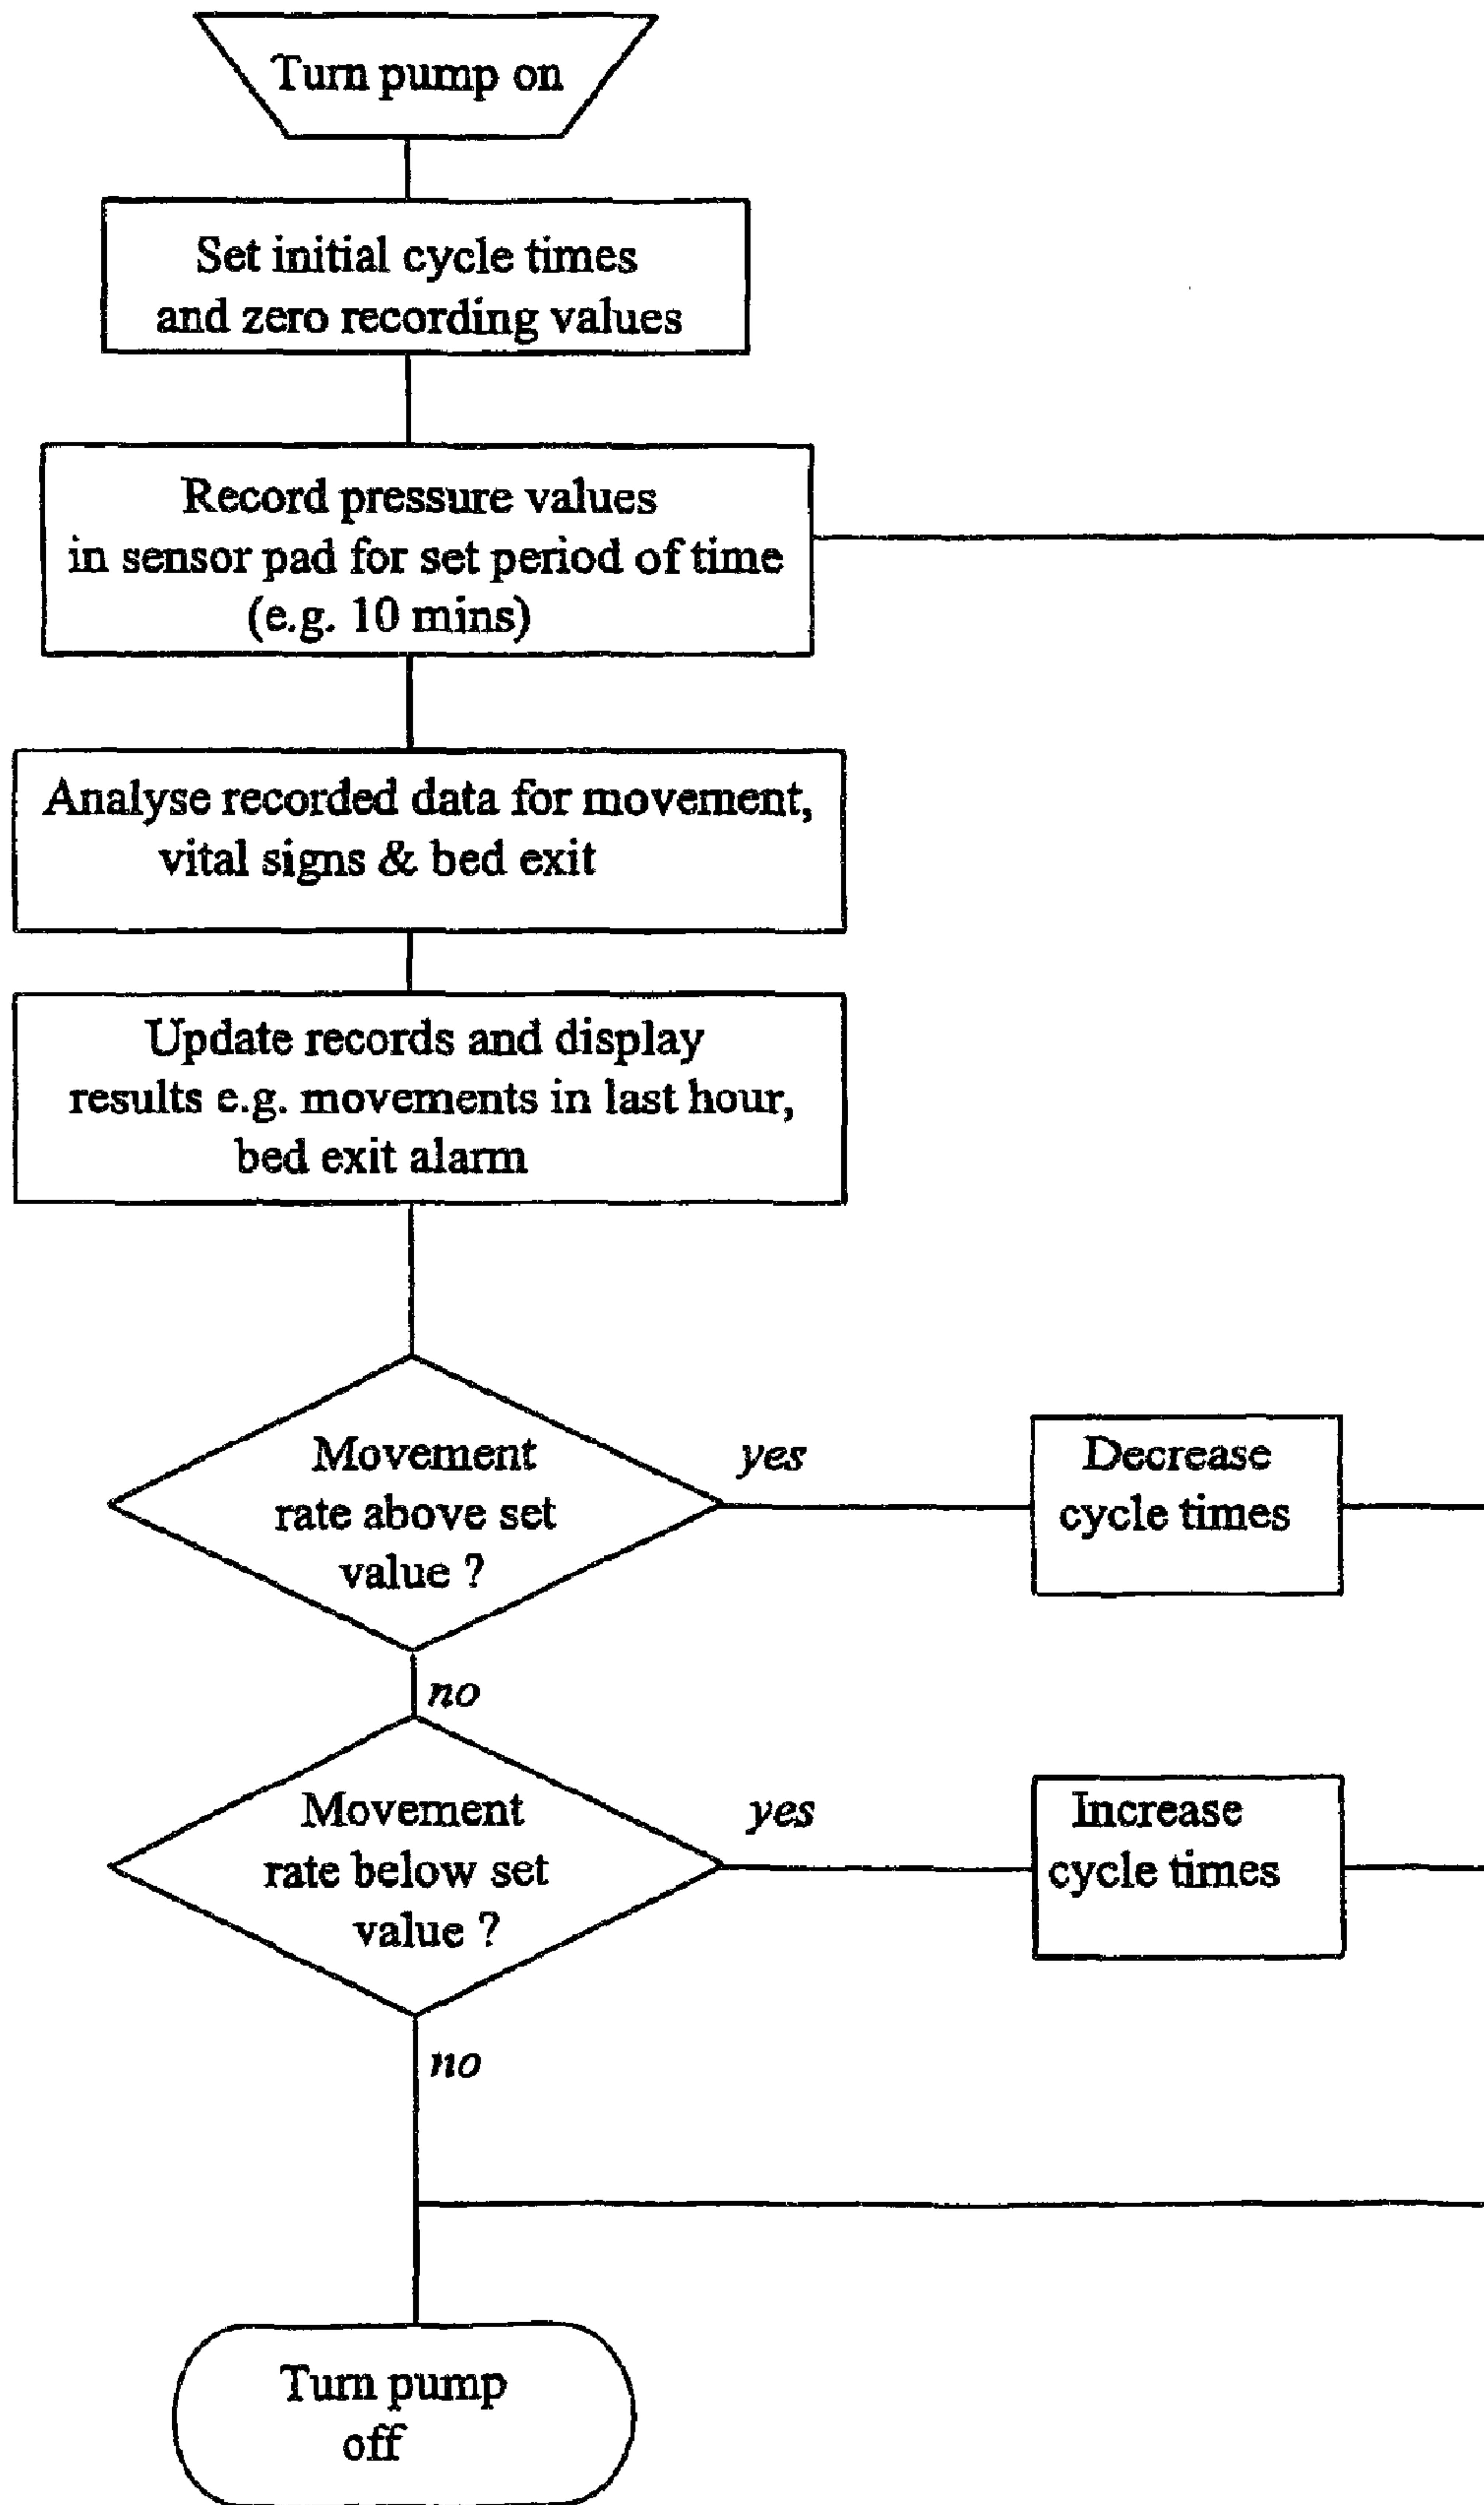 Turn pump on
Set initial cycle times
and zero recording values
Record pressure values
in sensor pad for set period of time
(e.g. 10 mins)
Analyse recorded data for movement,
vital signs & bed exit
Update records and display
results e.g. movements in last hour,
bed exit alarm
Movement
rate above set
value ?
yes
Decrease
cycle times
no
Movement
rate below set
value ?
yes
Increase
cycle times
no
Turn pump
off